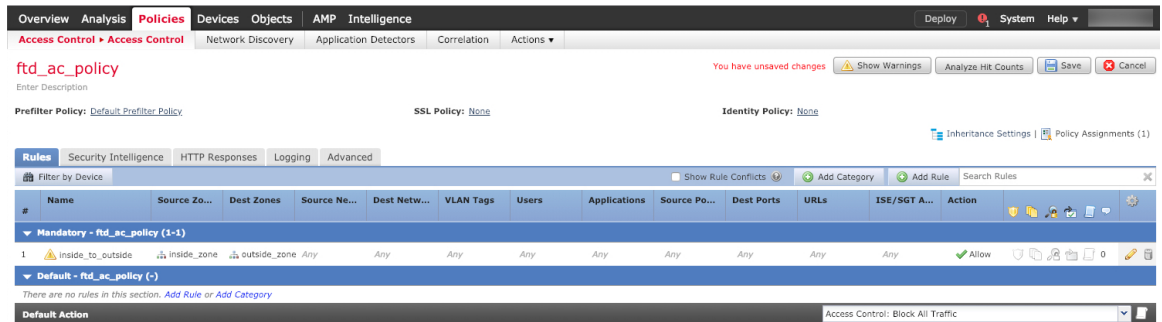 Overview Analysis Policies Devices Objects AMP Intelligence Deploy 1 System Help ▾
Access Control ▸ Access Control Network Discovery Application Detectors Correlation Actions ▾
ftd_ac_policy You have unsaved changes Show Warnings Analyze Hit Counts Save Cancel
Enter Description
Prefilter Policy: Default Prefilter Policy SSL Policy: None Identity Policy: None
Inheritance Settings | Policy Assignments (1)
Rules Security Intelligence HTTP Responses Logging Advanced
Filter by Device Show Rule Conflicts Add Category Add Rule Search Rules
# Name Source Zo... Dest Zones Source Ne... Dest Netw... VLAN Tags Users Applications Source Po... Dest Ports URLs ISE/SGT A... Action
Mandatory - ftd_ac_policy (1-1)
1 inside_to_outside inside_zone outside_zone Any Any Any Any Any Any Any Any Any Allow 0
Default - ftd_ac_policy (-)
There are no rules in this section. Add Rule or Add Category
Default Action Access Control: Block All Traffic